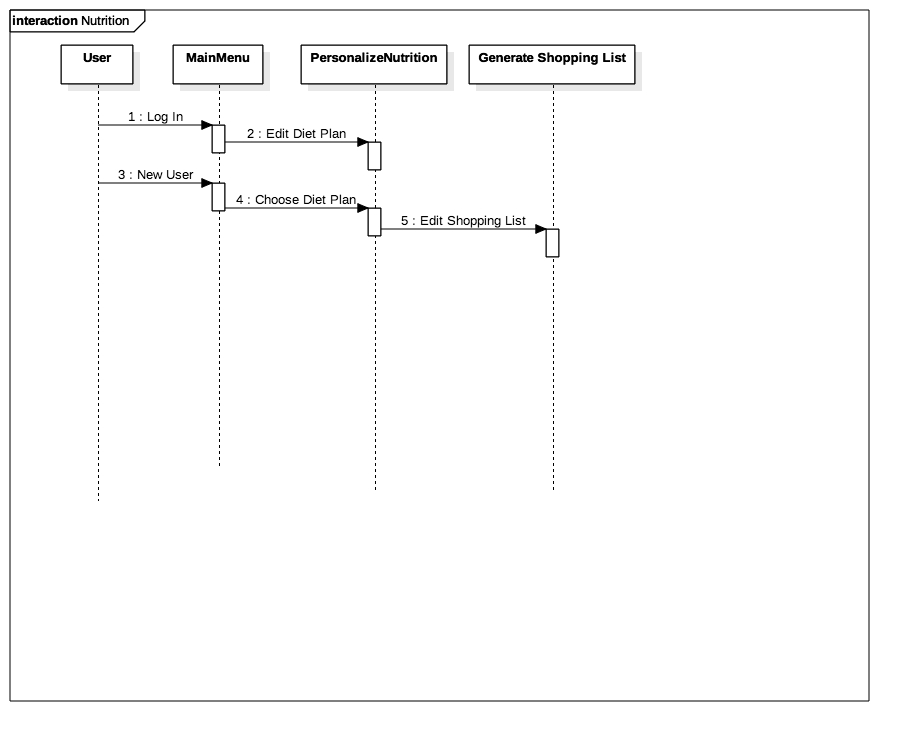 interaction Nutrition
User
MainMenu
PersonalizeNutrition
Generate Shopping List
1 : Log In
2 : Edit Diet Plan
3 : New User
4 : Choose Diet Plan
5 : Edit Shopping List